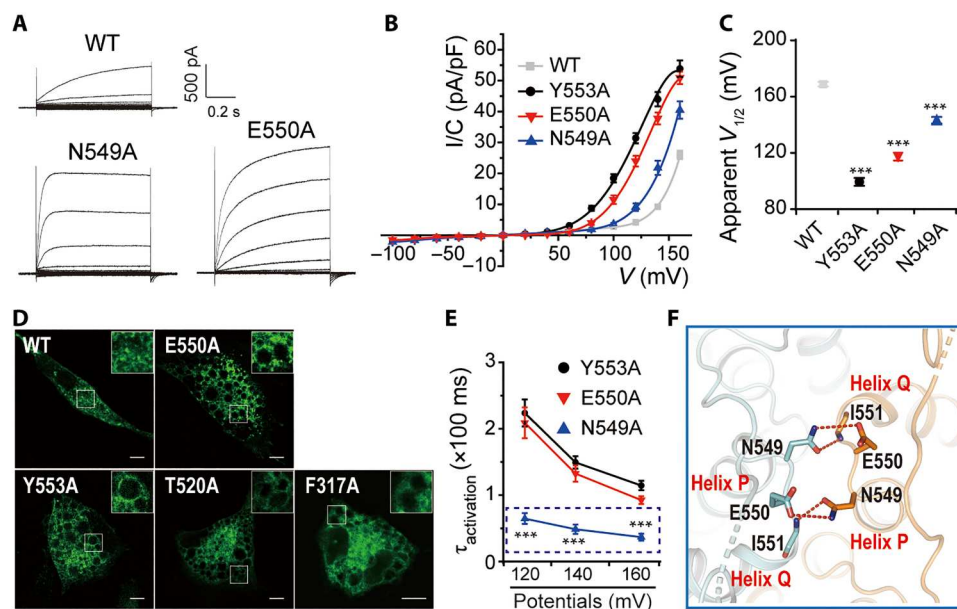 A
WT
500 pA
0.2 s
N549A
E550A
B
I/C (pA/pF)
60
50
40
30
20
10
-10
−100
−50
50
100
150
V (mV)
WT
Y553A
E550A
N549A
C
Apparent V1/2 (mV)
200
160
120
80
***
***
***
WT
Y553A
E550A
N549A
D
WT
E550A
Y553A
T520A
F317A
E
τactivation (×100 ms)
3
2
1
0
Y553A
E550A
N549A
***
***
***
120 140 160
Potentials (mV)
F
Helix Q
I551
N549
E550
Helix P
N549
E550
Helix P
I551
Helix Q